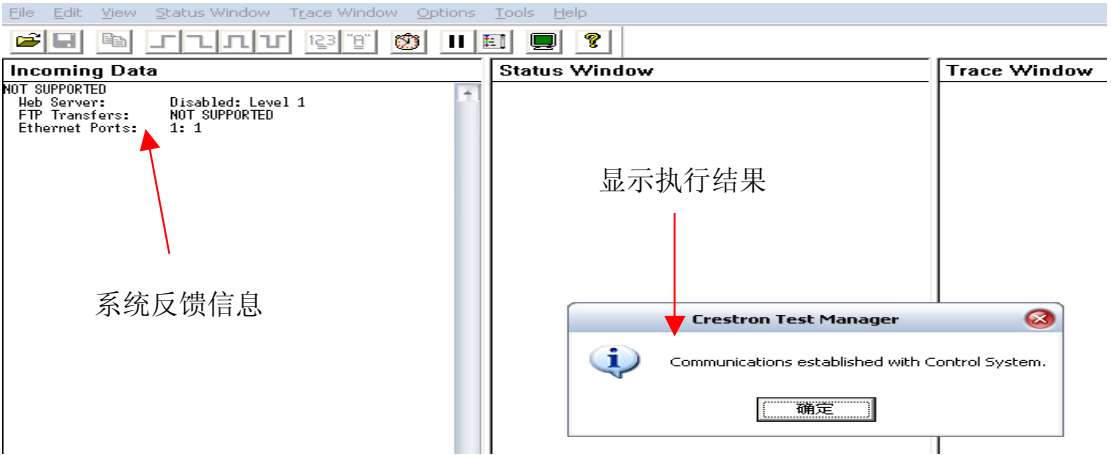 File Edit View Status Window Trace Window Options Tools Help
123 "B"
Incoming Data Status Window Trace Window
NOT SUPPORTED
Web Server: Disabled: Level 1
FTP Transfers: NOT SUPPORTED
Ethernet Ports: 1: 1
显示执行结果
系统反馈信息
Crestron Test Manager
Communications established with Control System.
确定